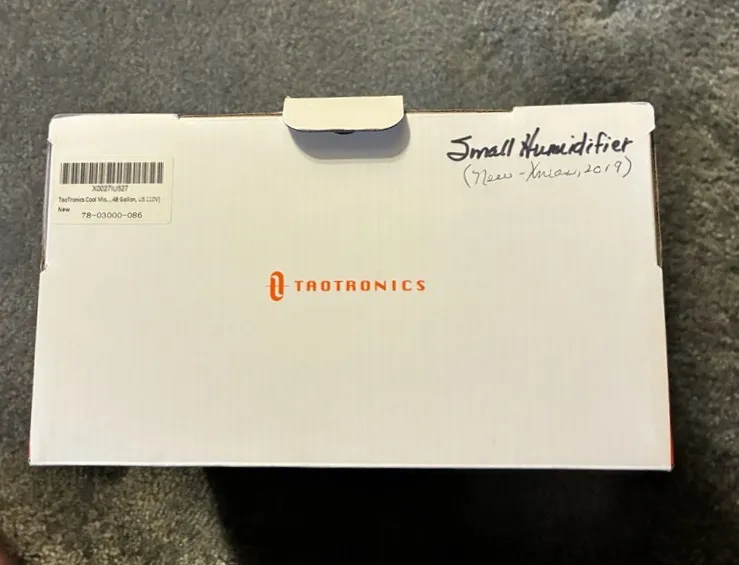 Small Humidifier
(New - Xmas, 2019)
X0027IU527
TaoTronics Cool Mis...48 Gallon, US 110V)
New
78-03000-086
TAOTRONICS